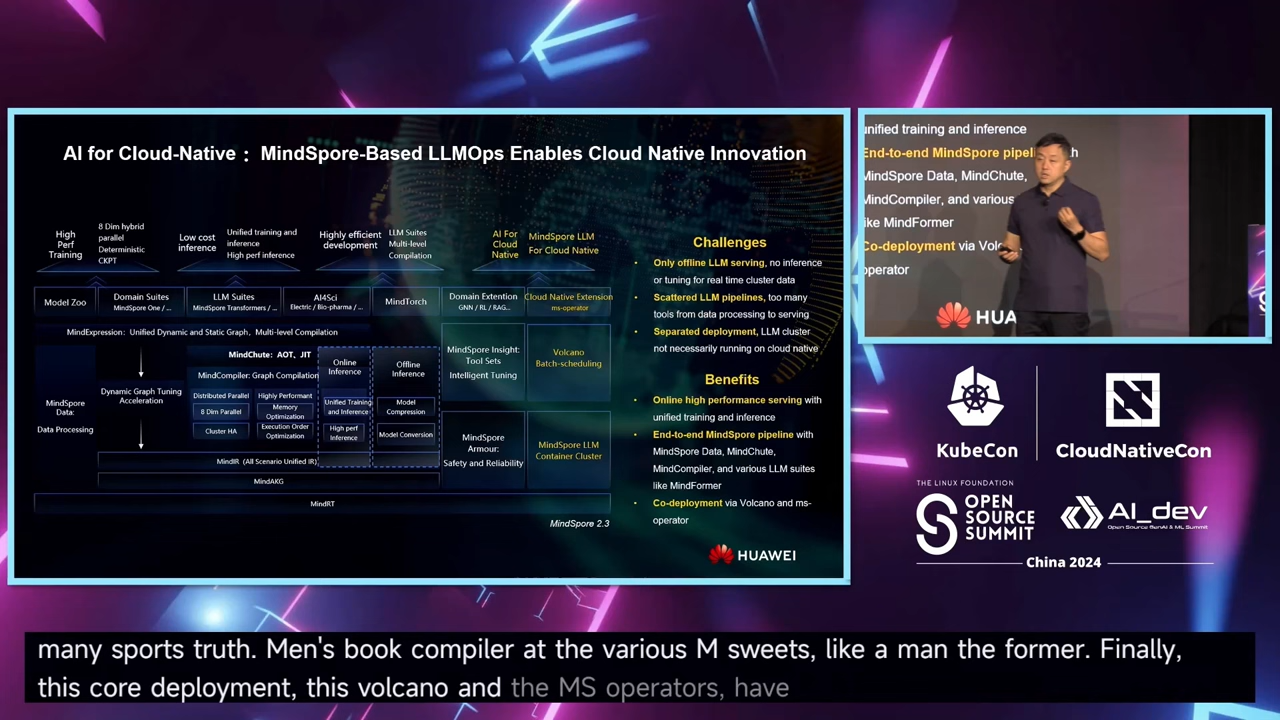 AI for Cloud-Native： MindSpore-Based LLMOps Enables Cloud Native Innovation
High
Perf
Training
8 Dim hybrid
parallel
Deterministic
CKPT
Low cost
inference
Unified training and
inference
High perf inference
Highly efficient
development
LLM Suites
Multi-level
Compilation
AI For
Cloud
Native
MindSpore LLM
For Cloud Native
Model Zoo
Domain Suites
MindSpore One / ...
LLM Suites
MindSpore Transformers / ...
AI4Sci
Electric / Bio-pharma / ...
MindTorch
Domain Extention
GNN / RL / RAG...
Cloud Native Extension
ms-operator
MindExpression：Unified Dynamic and Static Graph，Multi-level Compilation
MindSpore
Data:
Data Processing
Dynamic Graph Tuning
Acceleration
MindChute: AOT、JIT
MindCompiler: Graph Compilation
Distributed Parallel
8 Dim Parallel
Cluster HA
Highly Performant
Memory
Optimization
Execution Order
Optimization
Online
Inference
Unified Training
and Inference
High perf
Inference
Offline
Inference
Model
Compression
Model Conversion
MindSpore Insight:
Tool Sets
Intelligent Tuning
Volcano
Batch-scheduling
MindSpore
Armour:
Safety and Reliability
MindSpore LLM
Container Cluster
MindIR (All Scenario Unified IR)
MindAKG
MindRT
MindSpore 2.3
Challenges
• Only offline LLM serving, no inference
or tuning for real time cluster data
• Scattered LLM pipelines, too many
tools from data processing to serving
• Separated deployment, LLM cluster
not necessarily running on cloud native
Benefits
• Online high performance serving with
unified training and inference
• End-to-end MindSpore pipeline with
MindSpore Data, MindChute,
MindCompiler, and various LLM suites
like MindFormer
• Co-deployment via Volcano and ms-
operator
HUAWEI
unified training and inference
End-to-end MindSpore pipeli h
MindSpore Data, MindChute,
MindCompiler, and various
like MindFormer
Co-deployment via Volc
operator
HUA
KubeCon
CloudNativeCon
THE LINUX FOUNDATION
OPEN
SOURCE
SUMMIT
AI_dev
Open Source GenAI & ML Summit
China 2024
many sports truth. Men's book compiler at the various M sweets, like a man the former. Finally,
this core deployment, this volcano and the MS operators, have